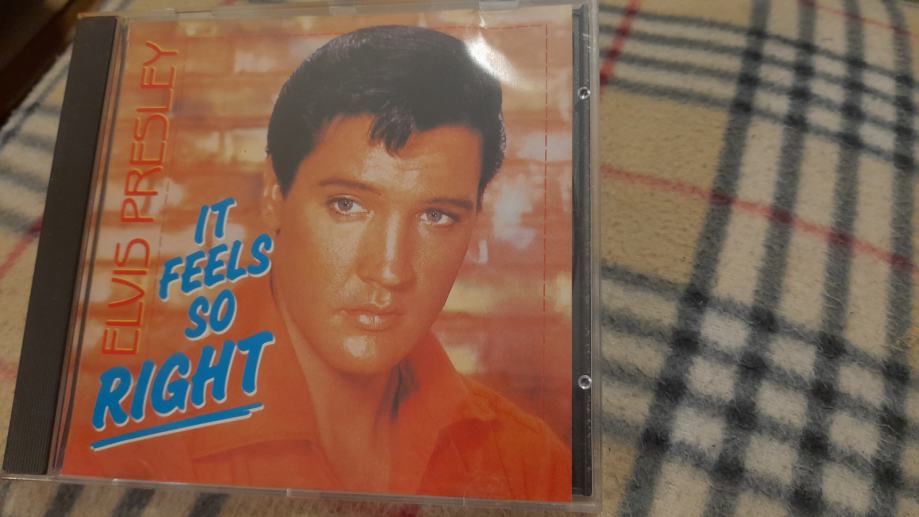 ELVIS PRESLEY
IT
FEELS
SO
RIGHT